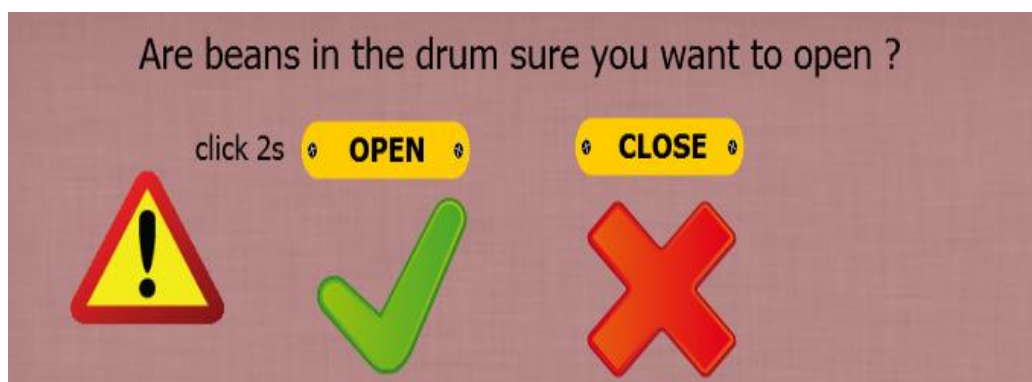 Are beans in the drum sure you want to open ?
click 2s OPEN CLOSE